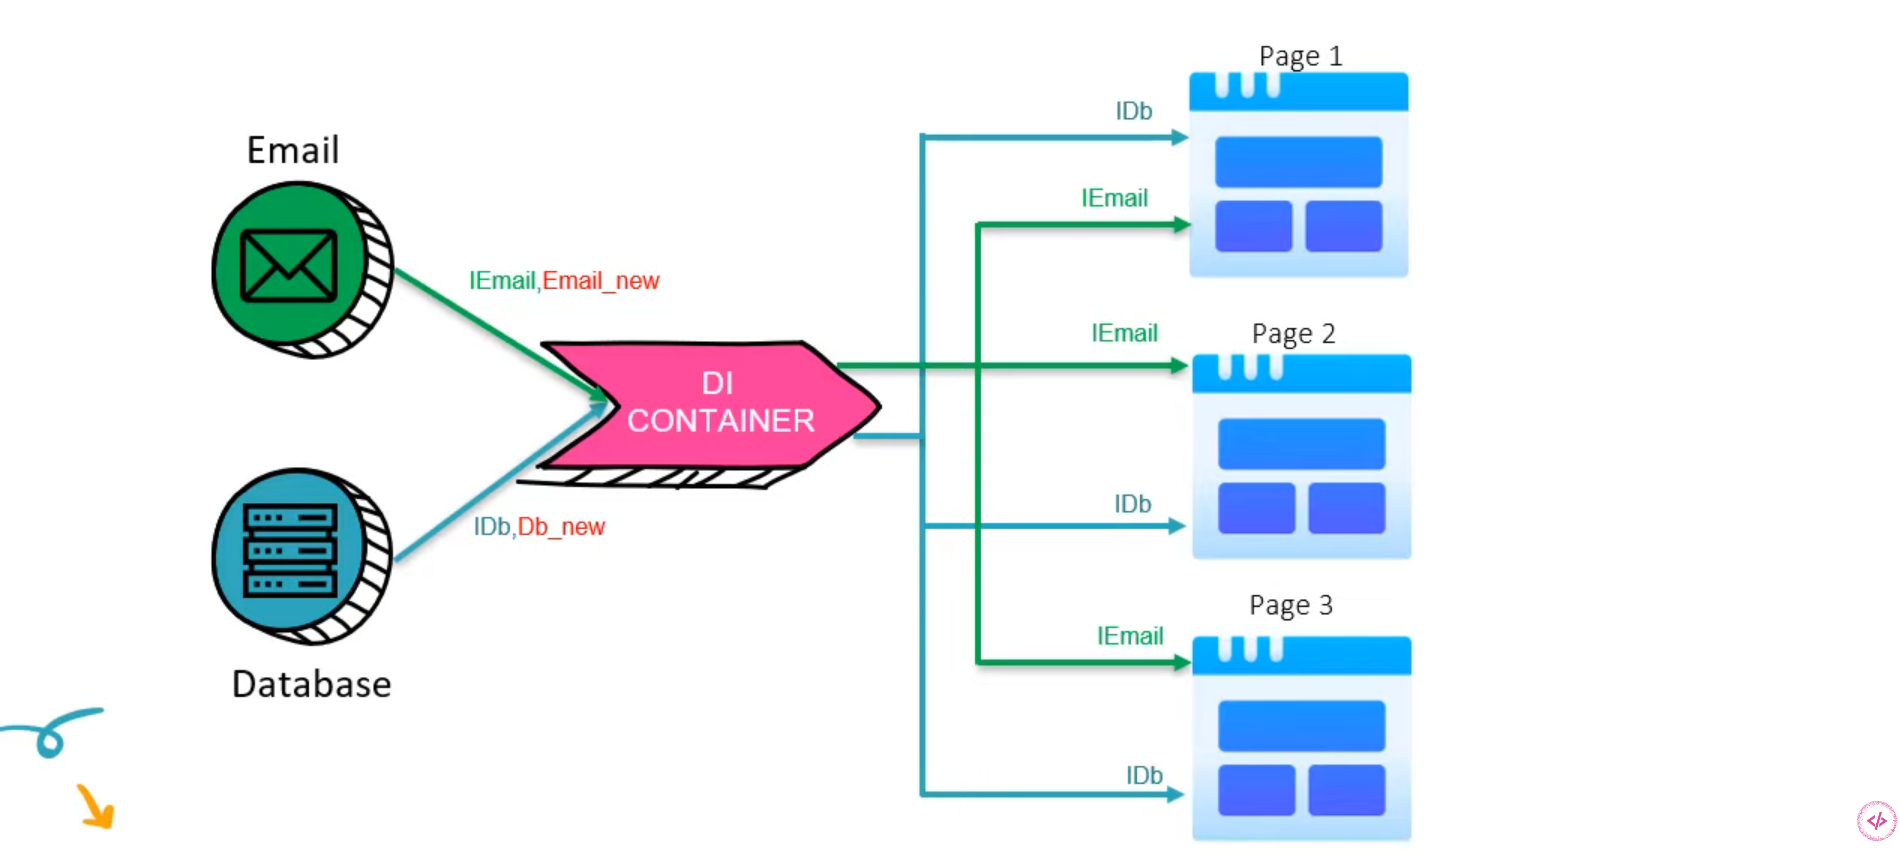 Page 1
IDb
Email
IEmail
IEmail,Email_new
IEmail
Page 2
DI
CONTAINER
IDb
IDb,Db_new
Page 3
IEmail
Database
IDb
</>